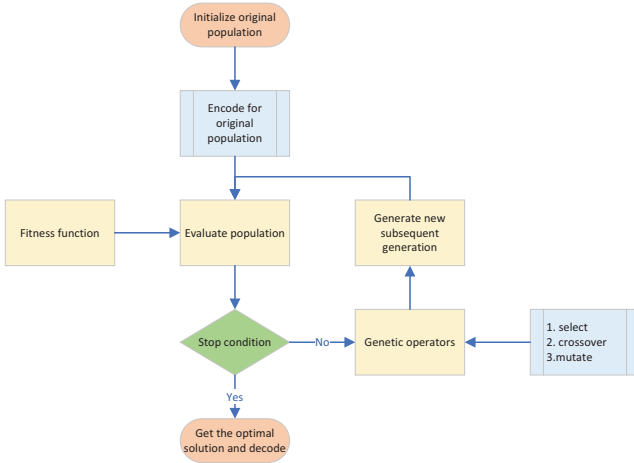 Initialize original
population
Encode for
original
population
Fitness function
Evaluate population
Generate new
subsequent
generation
Stop condition
No
Genetic operators
1. select
2. crossover
3.mutate
Yes
Get the optimal
solution and decode